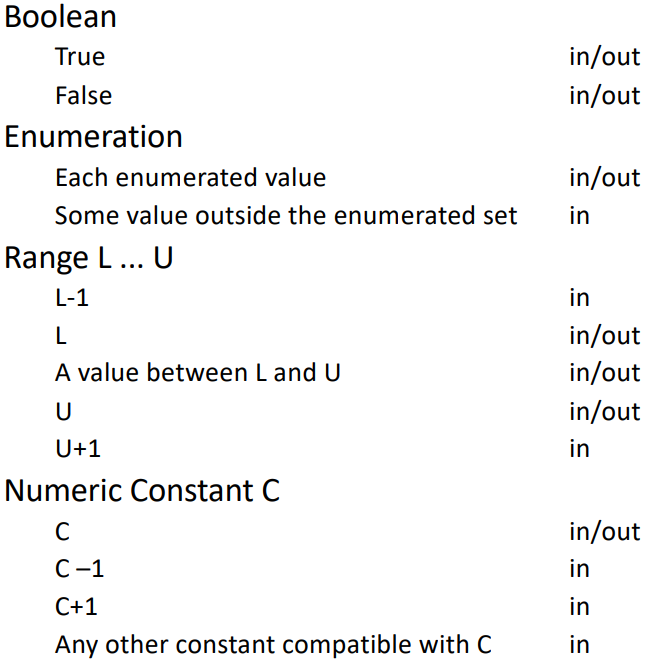 Boolean
True in/out
False in/out
Enumeration
Each enumerated value in/out
Some value outside the enumerated set in
Range L ... U
L-1 in
L in/out
A value between L and U in/out
U in/out
U+1 in
Numeric Constant C
C in/out
C –1 in
C+1 in
Any other constant compatible with C in